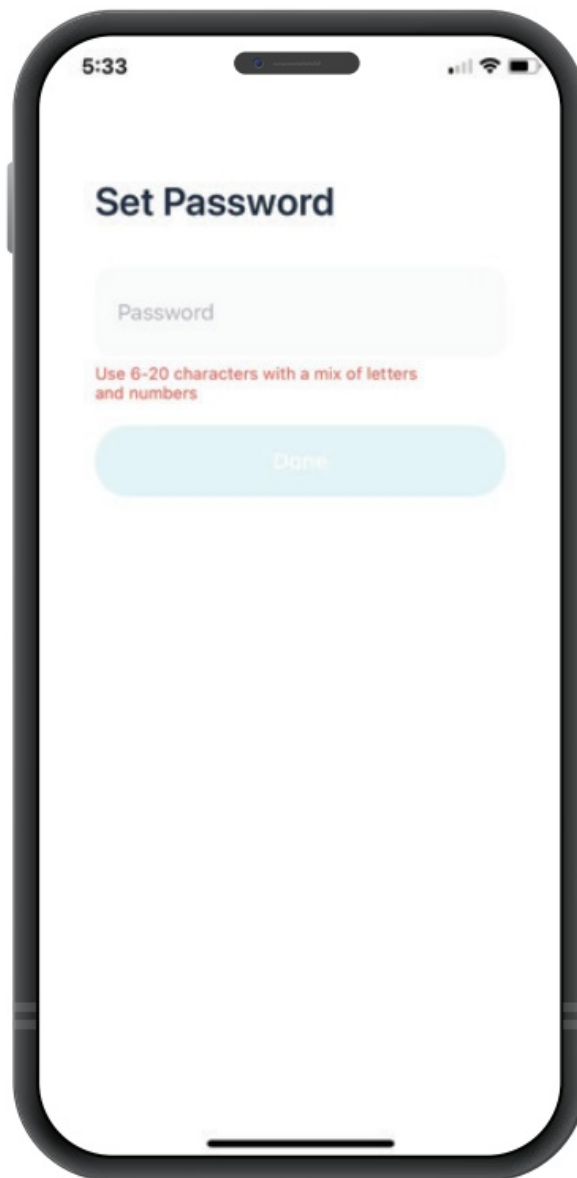 5:33
Set Password
Password
Use 6-20 characters with a mix of letters
and numbers
Done